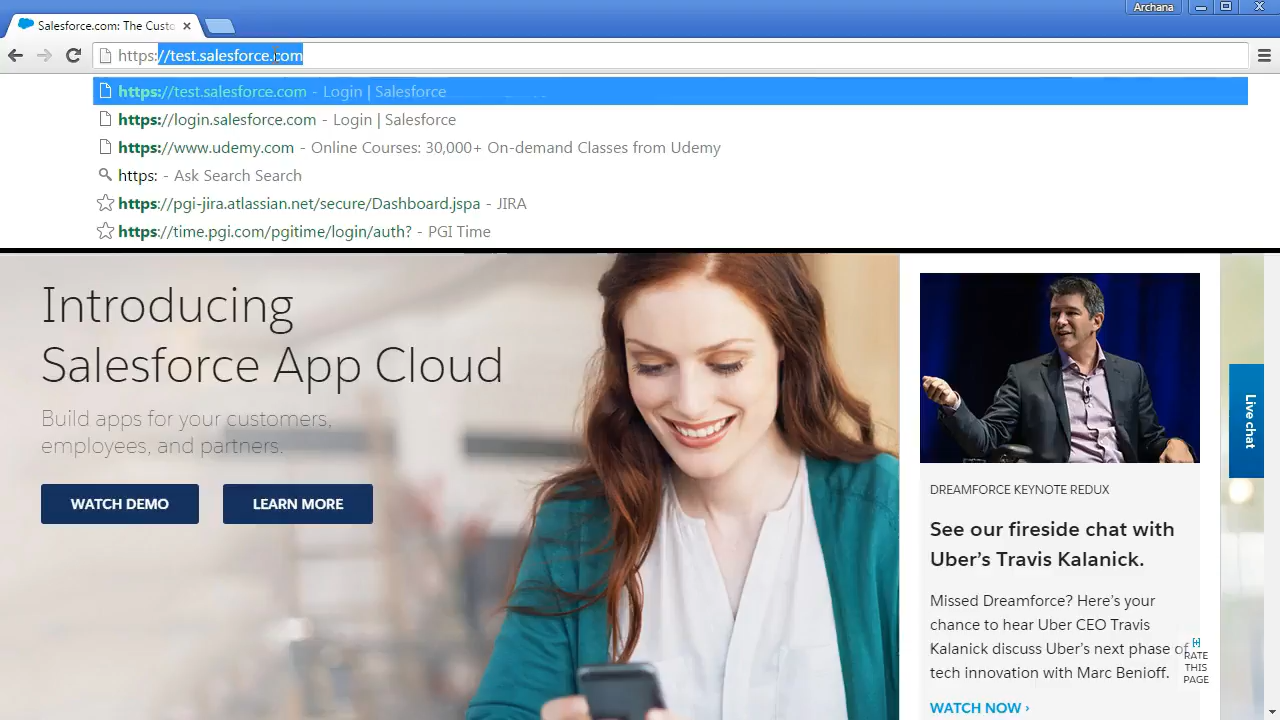 Archana
Salesforce.com: The Custo
https://test.salesforce.com
https://test.salesforce.com - Login | Salesforce
https://login.salesforce.com - Login | Salesforce
https://www.udemy.com - Online Courses: 30,000+ On-demand Classes from Udemy
https: - Ask Search Search
https://pgi-jira.atlassian.net/secure/Dashboard.jspa - JIRA
https://time.pgi.com/pgitime/login/auth? - PGI Time
Introducing
Salesforce App Cloud
Build apps for your customers,
employees, and partners.
WATCH DEMO
LEARN MORE
DREAMFORCE KEYNOTE REDUX
See our fireside chat with
Uber's Travis Kalanick.
Missed Dreamforce? Here's your
chance to hear Uber CEO Travis
Kalanick discuss Uber's next phase of
tech innovation with Marc Benioff.
WATCH NOW ›
Live chat
[+]
RATE
THIS
PAGE